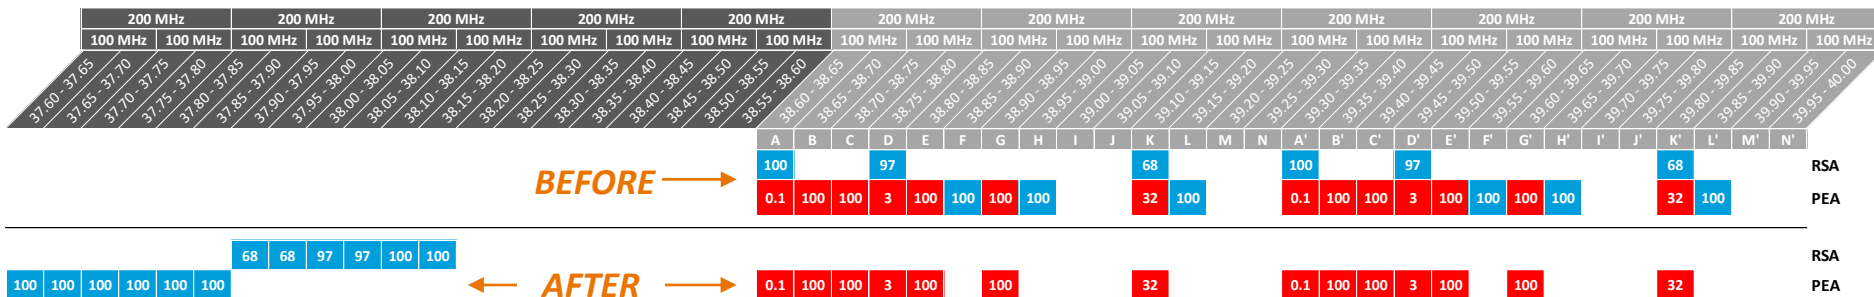 200 MHz 200 MHz 200 MHz 200 MHz 200 MHz 200 MHz 200 MHz 200 MHz 200 MHz 200 MHz 200 MHz 200 MHz
100 MHz 100 MHz 100 MHz 100 MHz 100 MHz 100 MHz 100 MHz 100 MHz 100 MHz 100 MHz 100 MHz 100 MHz 100 MHz 100 MHz 100 MHz 100 MHz 100 MHz 100 MHz 100 MHz 100 MHz 100 MHz 100 MHz 100 MHz 100 MHz
37.60 - 37.65 37.65 - 37.70 37.70 - 37.75 37.75 - 37.80 37.80 - 37.85 37.85 - 37.90 37.90 - 37.95 37.95 - 38.00 38.00 - 38.05 38.05 - 38.10 38.10 - 38.15 38.15 - 38.20 38.20 - 38.25 38.25 - 38.30 38.30 - 38.35 38.35 - 38.40 38.40 - 38.45 38.45 - 38.50 38.50 - 38.55 38.55 - 38.60 38.60 - 38.65 38.65 - 38.70 38.70 - 38.75 38.75 - 38.80 38.80 - 38.85 38.85 - 38.90 38.90 - 38.95 38.95 - 39.00 39.00 - 39.05 39.05 - 39.10 39.10 - 39.15 39.15 - 39.20 39.20 - 39.25 39.25 - 39.30 39.30 - 39.35 39.35 - 39.40 39.40 - 39.45 39.45 - 39.50 39.50 - 39.55 39.55 - 39.60 39.60 - 39.65 39.65 - 39.70 39.70 - 39.75 39.75 - 39.80 39.80 - 39.85 39.85 - 39.90 39.90 - 39.95 39.95 - 40.00
A B C D E F G H I J K L M N A' B' C' D' E' F' G' H' I' J' K' L' M' N'
100 97 68 100 97 68 RSA
BEFORE
0.1 100 100 3 100 100 100 100 32 100 0.1 100 100 3 100 100 100 100 32 100 PEA
68 68 97 97 100 100 RSA
AFTER
100 100 100 100 100 100 0.1 100 100 3 100 100 32 0.1 100 100 3 100 100 32 PEA